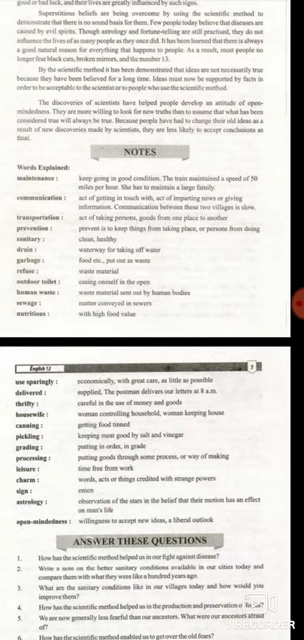 good or bad luck, and their lives are greatly influenced by such signs.
Superstitious beliefs are being overcome by using the scientific method to
demonstrate that there is no sound basis for them. Few people today believe that diseases are
caused by evil spirits. Though astrology and fortune-telling are still practised, they do not
influence the lives of as many people as they once did. It has been learned that there is always
a good natural reason for everything that happens to people. As a result, most people no
longer fear black cats, broken mirrors, and the number 13.
By the scientific method it has been demonstrated that ideas are not necessarily true
because they have been believed for a long time. Ideas must now be supported by facts in
order to be acceptable to the scientist or to people who use the scientific method.
The discoveries of scientists have helped people develop an attitude of open-
mindedness. They are more willing to look for new truths than to assume that what has been
considered true will always be true. Because people have had to change their old ideas as a
result of new discoveries made by scientists, they are less likely to accept conclusions as
final.
NOTES
Words Explained:
maintenance : keep going in good condition. The train maintained a speed of 50
miles per hour. She has to maintain a large family.
communication : act of getting in touch with, act of imparting news or giving
information. Communication between these two villages is slow.
transportation : act of taking persons, goods from one place to another
prevention : prevent is to keep things from taking place, or persons from doing
sanitary : clean, healthy
drain : waterway for taking off water
garbage : food etc., put out as waste
refuse : waste material
outdoor toilet : easing oneself in the open
human waste : waste material sent out by human bodies
sewage : matter conveyed in sewers
nutritious : with high food value
English 12
7
use sparingly : economically, with great care, as little as possible
delivered : supplied, The postman delivers our letters at 8 a.m.
thrifty : careful in the use of money and goods
housewife : woman controlling household, woman keeping house
canning : getting food tinned
pickling : keeping most good by salt and vinegar
grading : putting in order, in grade
processing : putting goods through some process, or way of making
leisure : time free from work
charm : words, acts or things credited with strange powers
sign : omen
astrology : observation of the stars in the belief that their motion has an effect
on man's life
open-mindedness : willingness to accept new ideas, a liberal outlook
ANSWER THESE QUESTIONS
1. How has the scientific method helped us in our fight against disease?
2. Write a note on the better sanitary conditions available in our cities today and
compare them with what they were like a hundred years ago.
3. What are the sanitary conditions like in our villages today and how would you
improve them?
4. How has the scientific method helped us in the production and preservation of
5. We are now generally less fearful than our ancestors. What were our ancestors afraid
of?
6. How has the scientific method enabled us to get over the old fears?
RECORDER